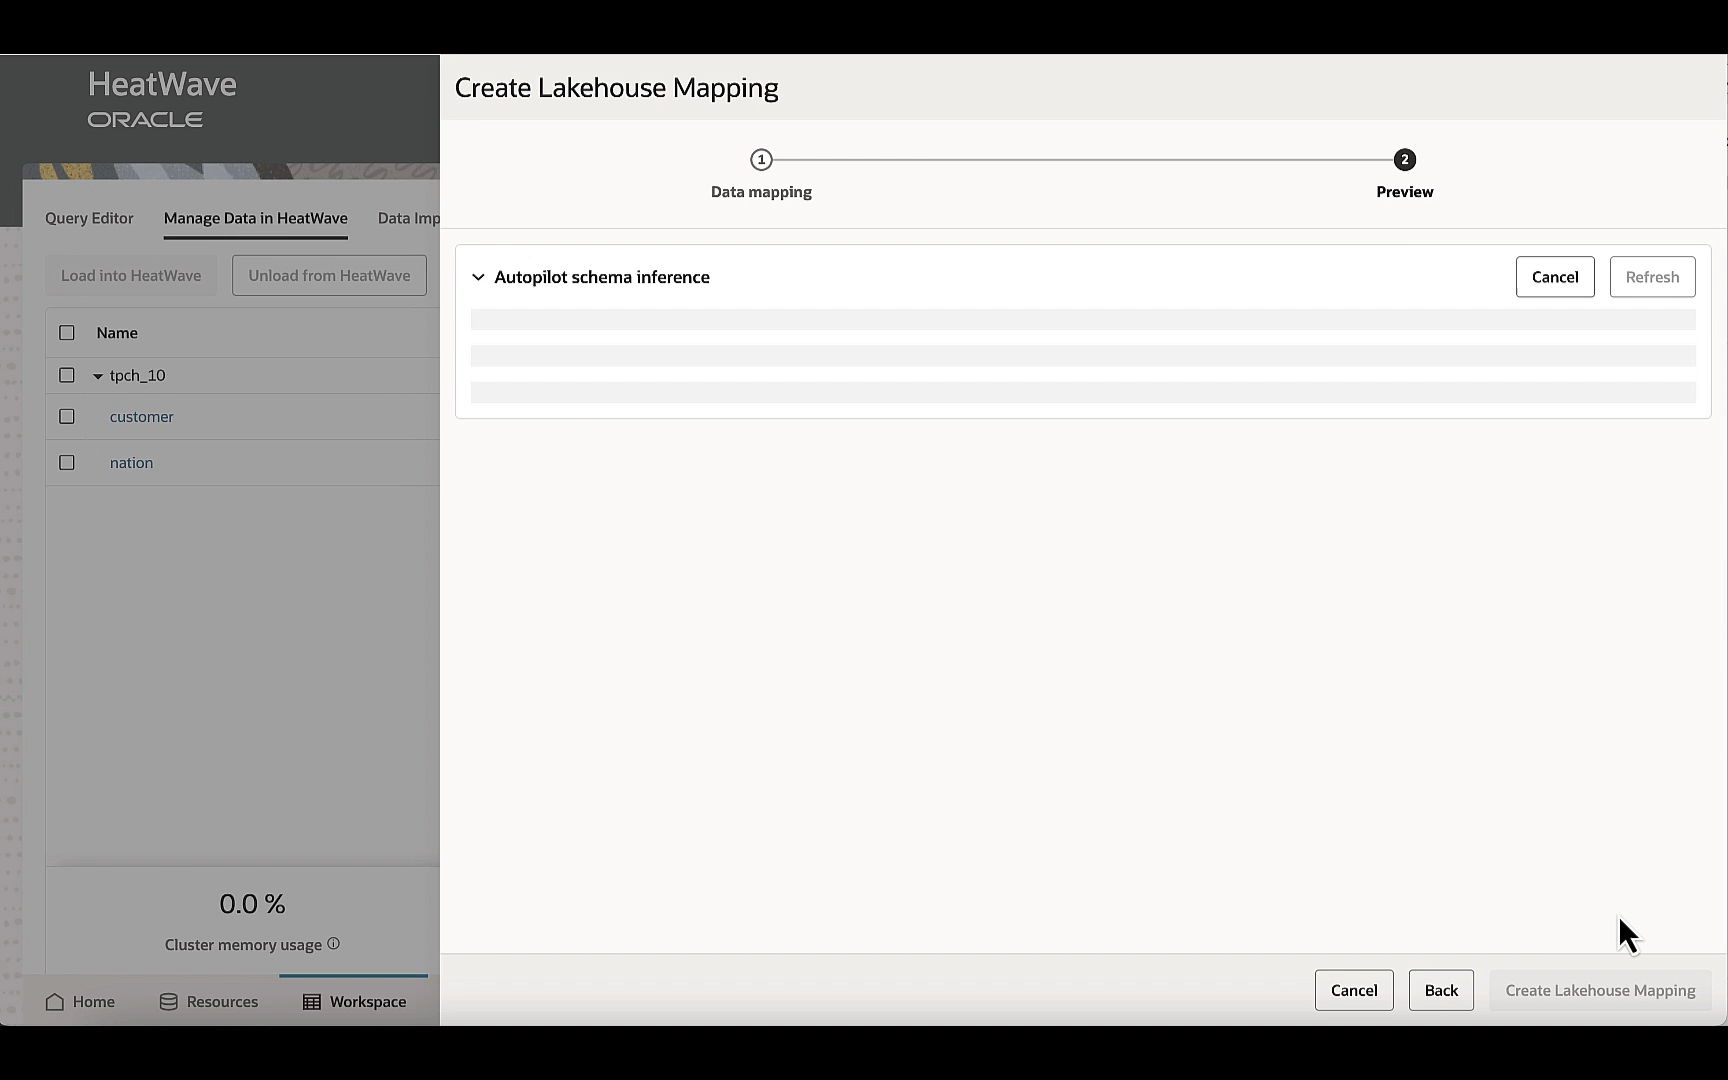 HeatWave
ORACLE
Query Editor
Manage Data in HeatWave
Data Imp
Load into HeatWave
Unload from HeatWave
Name
tpch_10
customer
nation
0.0 %
Cluster memory usage
Home
Resources
Workspace
Create Lakehouse Mapping
1
2
Data mapping
Preview
Autopilot schema inference
Cancel
Refresh
Cancel
Back
Create Lakehouse Mapping